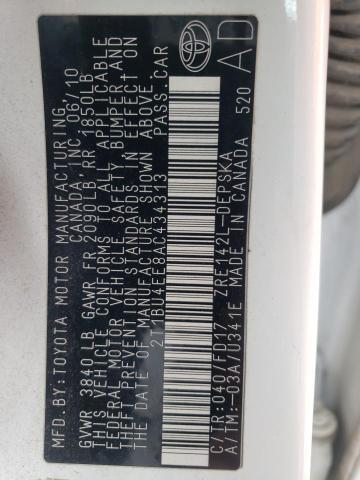 MFD.BY:TOYOTA MOTOR MANUFACTURING,
CANADA, INC. 06/10
GVWR 3840LB GAWR FR 2090LB RR 1850LB
THIS VEHICLE CONFORMS TO ALL APPLICABLE
FEDERAL MOTOR VEHICLE SAFETY, BUMPER, AND
THEFT PREVENTION STANDARDS IN EFFECT ON
THE DATE OF MANUFACTURE SHOWN ABOVE.
2T1BU4EE8AC434313 PASS.CAR
C/TR:040/FD17 ZRE142L-DEPSKA
A/TM:-03A/U341E MADE IN CANADA 520
AD